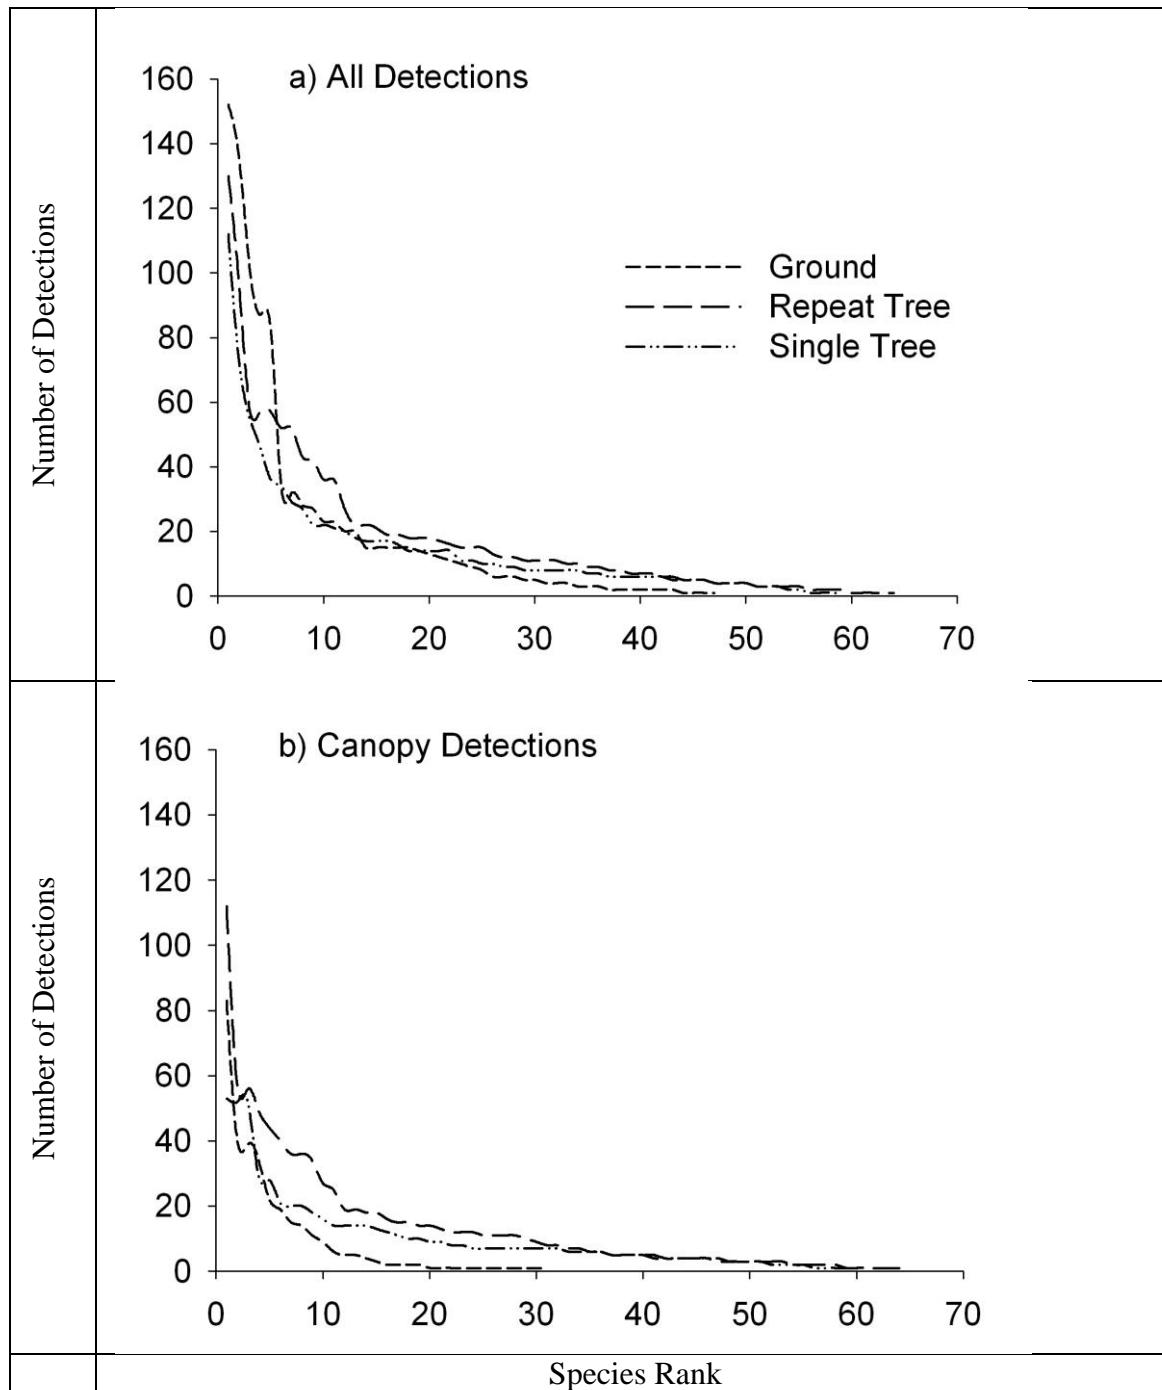 Number of Detections
a) All Detections
160
140
120
100
80
60
40
20
0
Ground
Repeat Tree
Single Tree
0 10 20 30 40 50 60 70
Number of Detections
b) Canopy Detections
160
140
120
100
80
60
40
20
0
0 10 20 30 40 50 60 70
Species Rank